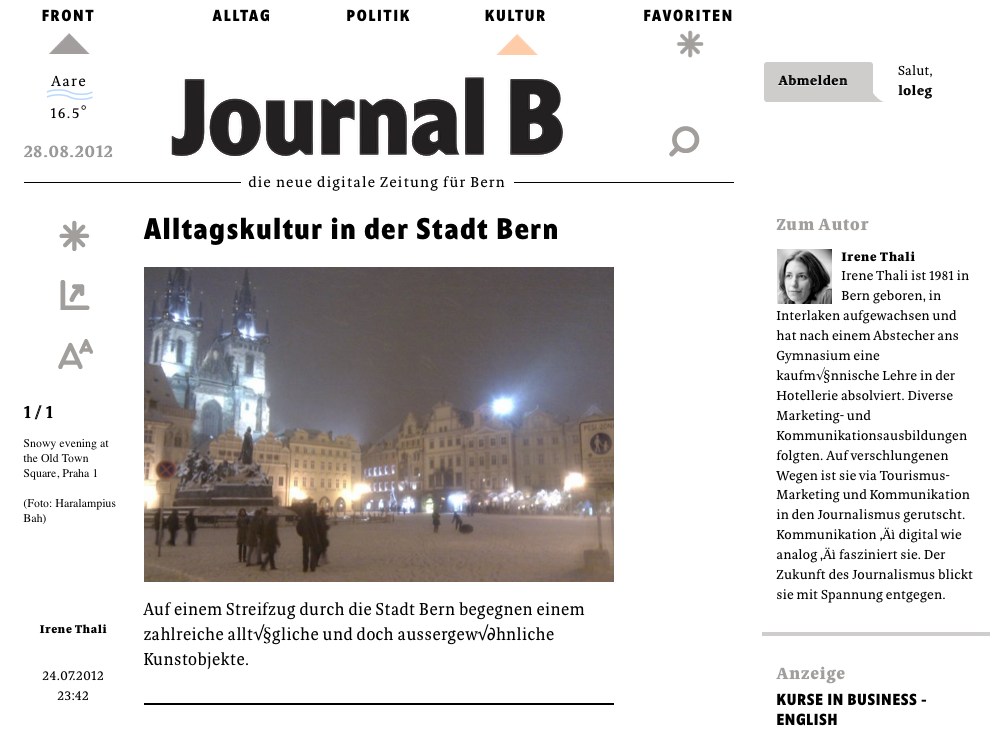 FRONT
ALLTAG
POLITIK
KULTUR
FAVORITEN
Aare
16.5°
28.08.2012
Journal B
die neue digitale Zeitung für Bern
Abmelden
Salut,
loleg
Alltagskultur in der Stadt Bern
1 / 1
Snowy evening at
the Old Town
Square, Praha 1
(Foto: Haralampius
Bah)
Irene Thali
24.07.2012
23:42
Auf einem Streifzug durch die Stadt Bern begegnen einem
zahlreiche allt√§gliche und doch aussergew√∂hnliche
Kunstobjekte.
Zum Autor
Irene Thali
Irene Thali ist 1981 in
Bern geboren, in
Interlaken aufgewachsen und
hat nach einem Abstecher ans
Gymnasium eine
kaufm√§nnische Lehre in der
Hotellerie absolviert. Diverse
Marketing- und
Kommunikationsausbildungen
folgten. Auf verschlungenen
Wegen ist sie via Tourismus-
Marketing und Kommunikation
in den Journalismus gerutscht.
Kommunikation ‚Äì digital wie
analog ‚Äì fasziniert sie. Der
Zukunft des Journalismus blickt
sie mit Spannung entgegen.
Anzeige
KURSE IN BUSINESS -
ENGLISH